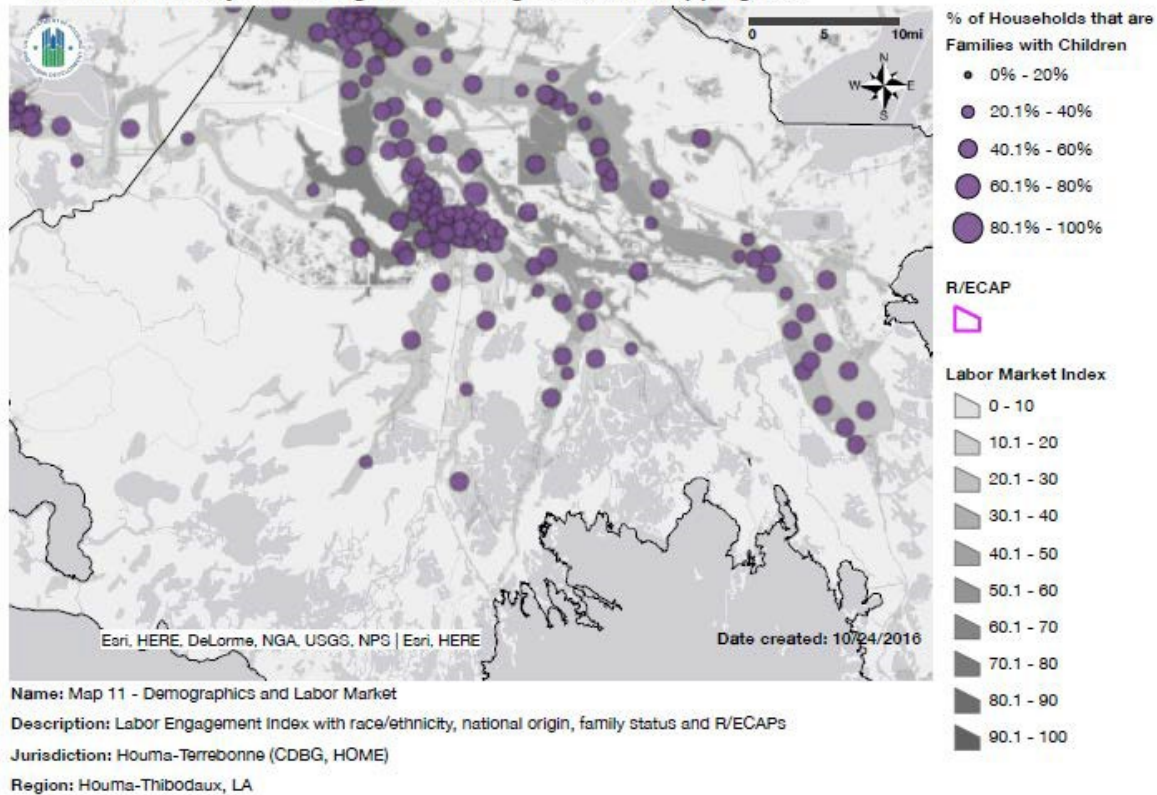 0 5 10mi
N
W E
S
% of Households that are
Families with Children
0% - 20%
20.1% - 40%
40.1% - 60%
60.1% - 80%
80.1% - 100%
R/ECAP
Labor Market Index
0 - 10
10.1 - 20
20.1 - 30
30.1 - 40
40.1 - 50
50.1 - 60
60.1 - 70
70.1 - 80
80.1 - 90
90.1 - 100
Esri, HERE, DeLorme, NGA, USGS, NPS | Esri, HERE
Date created: 10/24/2016
Name: Map 11 - Demographics and Labor Market
Description: Labor Engagement Index with race/ethnicity, national origin, family status and R/ECAPs
Jurisdiction: Houma-Terrebonne (CDBG, HOME)
Region: Houma-Thibodaux, LA